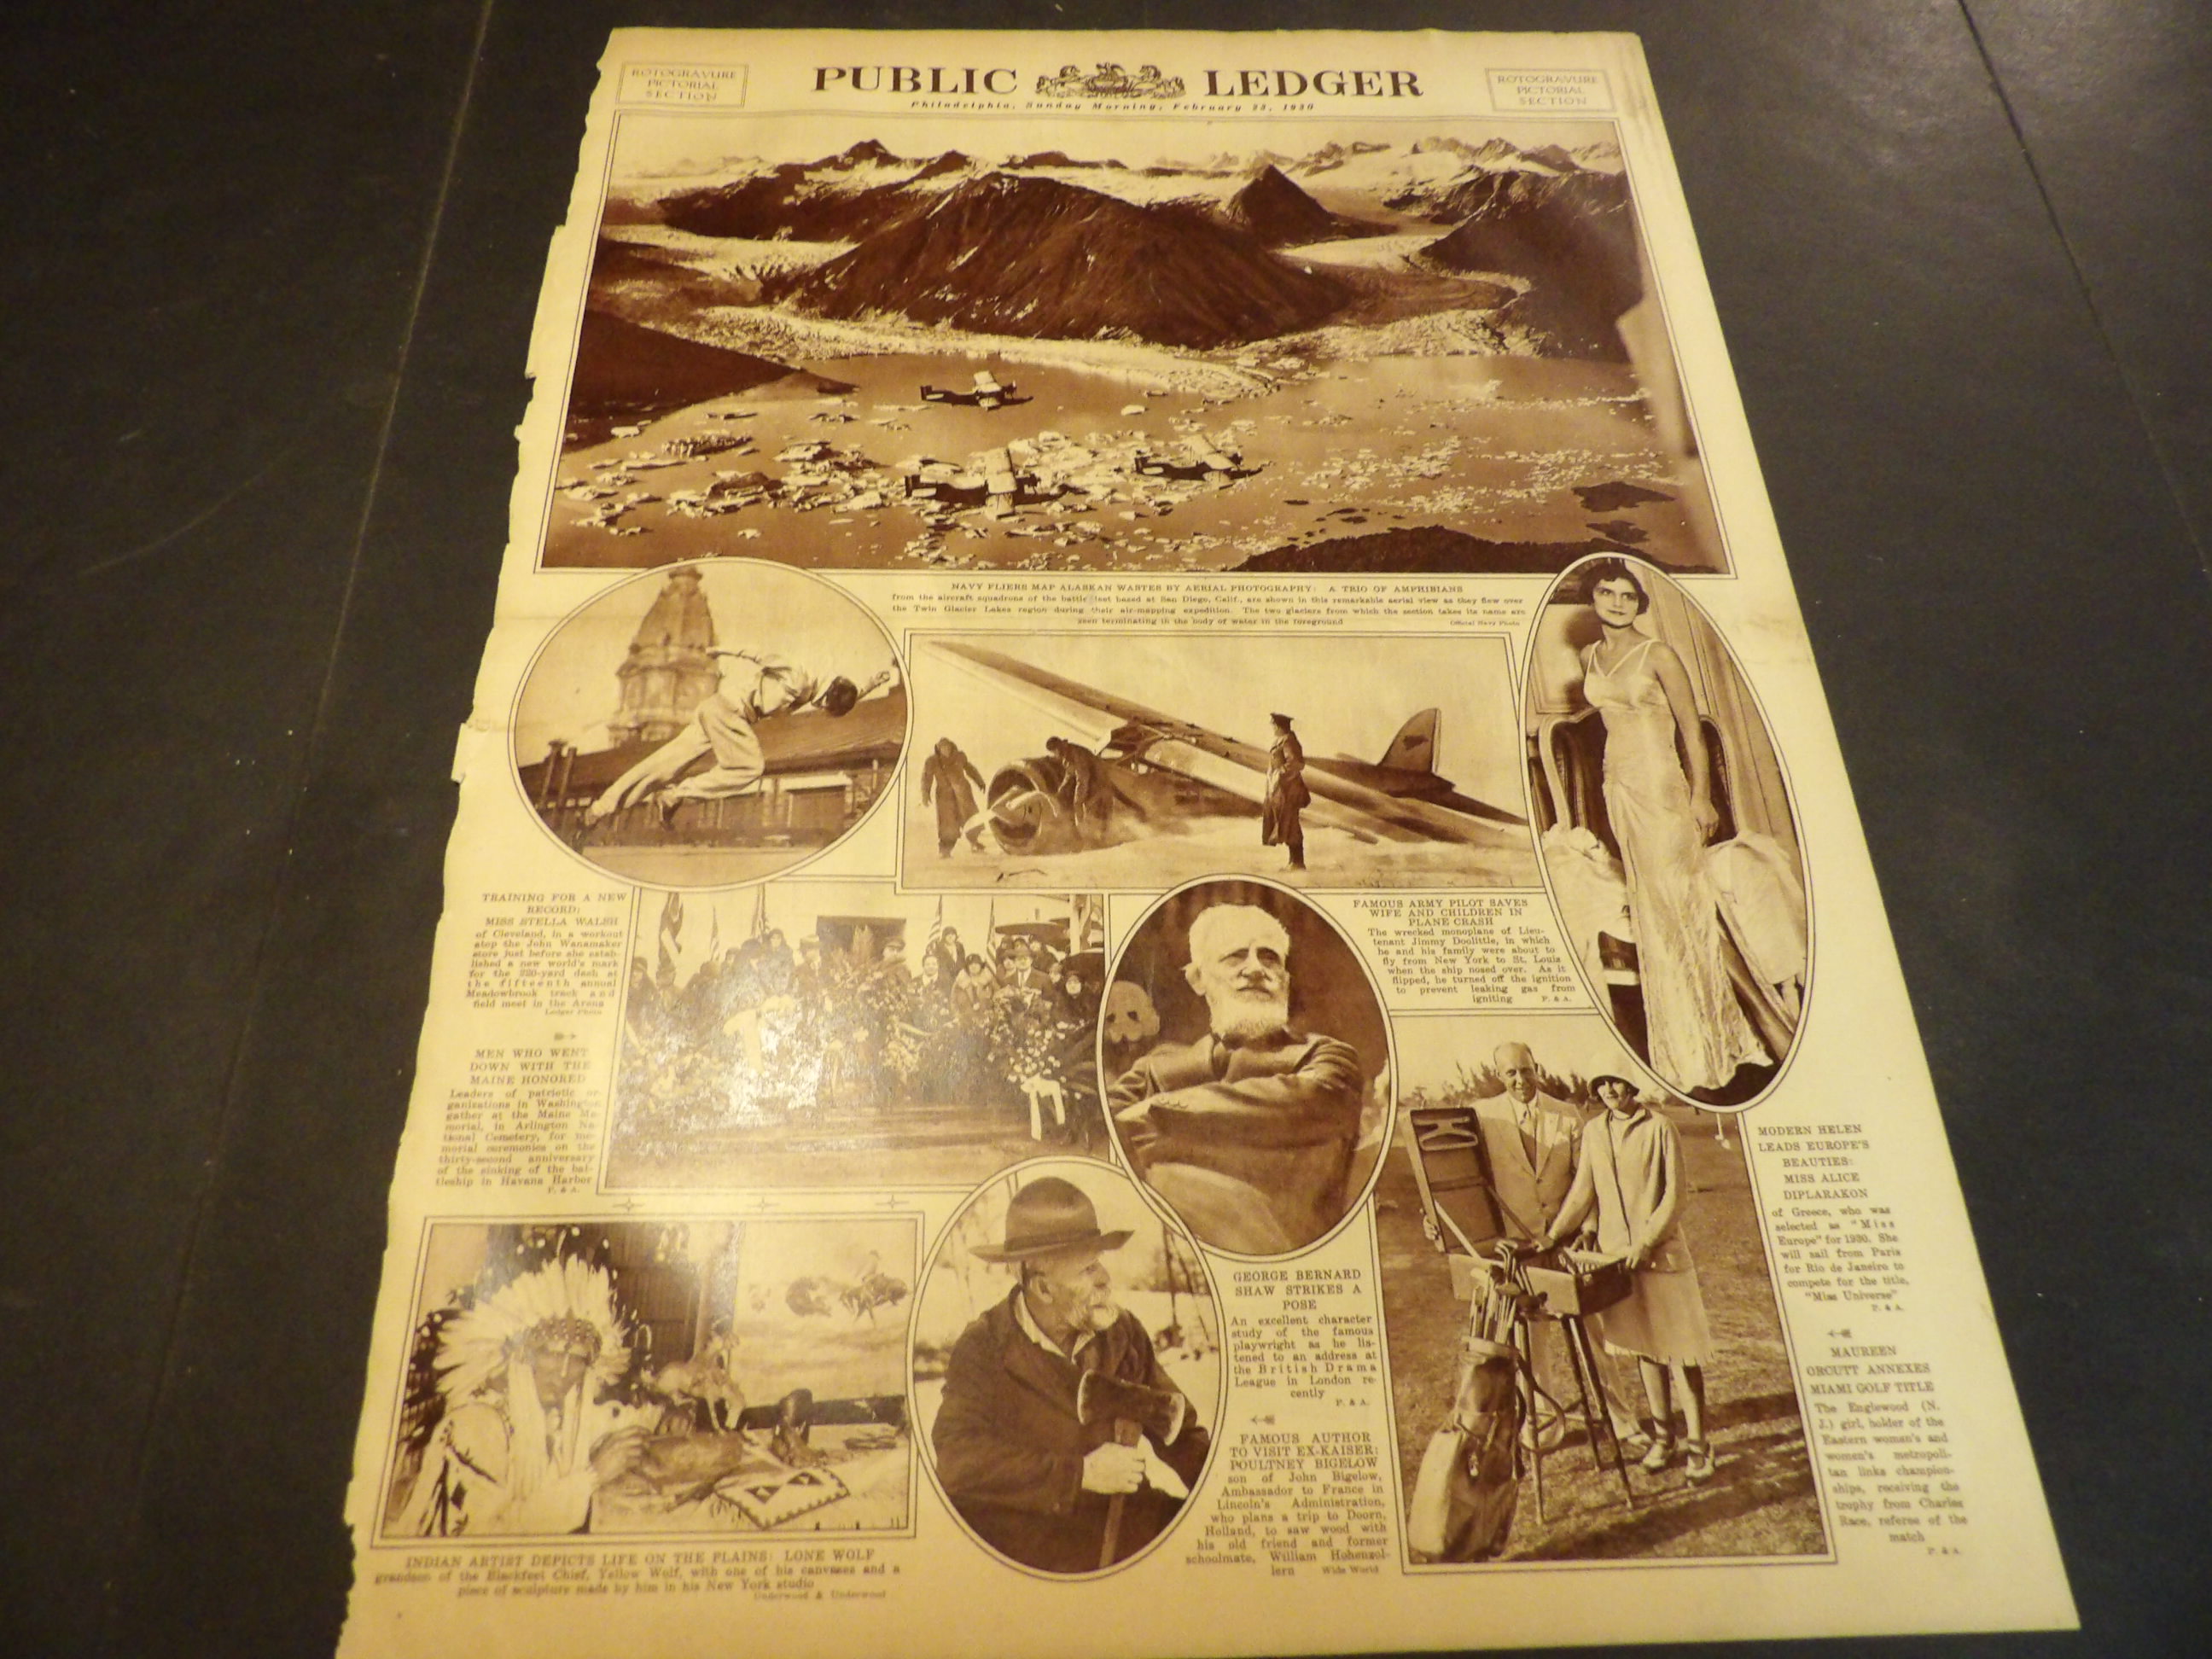 ROTOGRAVURE
PICTORIAL
SECTION
PUBLIC LEDGER
ROTOGRAVURE
PICTORIAL
SECTION
Philadelphia, Sunday Morning, February 23, 1930
NAVY FLIERS MAP ALASKAN WASTES BY AERIAL PHOTOGRAPHY: A TRIO OF AMPHIBIANS
from the aircraft squadrons of the battle fleet based at San Diego, Calif., are shown in this remarkable aerial view as they flew over
the Twin Glacier Lakes region during their air-mapping expedition. The two glaciers from which the section takes its name are
seen terminating in the body of water in the foreground
Official Navy Photo
TRAINING FOR A NEW
RECORD:
MISS STELLA WALSH
of Cleveland, in a workout
atop the John Wanamaker
store just before she estab-
lished a new world's mark
for the 220-yard dash at
the fifteenth annual
Meadowbrook track and
field meet in the Arena
Ledger Photo
MEN WHO WENT
DOWN WITH THE
MAINE HONORED
Leaders of patriotic or-
ganizations in Washington
gather at the Maine Me-
morial, in Arlington Na-
tional Cemetery, for me-
morial ceremonies on the
thirty-second anniversary
of the sinking of the bat-
tleship in Havana Harbor
P. & A.
FAMOUS ARMY PILOT SAVES
WIFE AND CHILDREN IN
PLANE CRASH
The wrecked monoplane of Lieu-
tenant Jimmy Doolittle, in which
he and his family were about to
fly from New York to St. Louis
when the ship nosed over. As it
flipped, he turned off the ignition
to prevent leaking gas from
igniting P. & A.
MODERN HELEN
LEADS EUROPE'S
BEAUTIES:
MISS ALICE
DIPLARAKON
of Greece, who was
selected as "Miss
Europe" for 1930. She
will sail from Paris
for Rio de Janeiro to
compete for the title,
"Miss Universe"
P. & A.
MAUREEN
ORCUTT ANNEXES
MIAMI GOLF TITLE
The Englewood (N.
J.) girl, holder of the
Eastern women's and
women's metropoli-
tan links champion-
ships, receiving the
trophy from Charles
Race, referee of the
match
P. & A.
GEORGE BERNARD
SHAW STRIKES A
POSE
An excellent character
study of the famous
playwright as he lis-
tened to an address at
the British Drama
League in London re-
cently
P. & A.
FAMOUS AUTHOR
TO VISIT EX-KAISER:
POULTNEY BIGELOW
son of John Bigelow,
Ambassador to France in
Lincoln's Administration,
who plans a trip to Doorn,
Holland, to saw wood with
his old friend and former
schoolmate, William Hohenzol-
lern Wide World
INDIAN ARTIST DEPICTS LIFE ON THE PLAINS: LONE WOLF
grandson of the Blackfeet Chief, Yellow Wolf, with one of his canvases and a
piece of sculpture made by him in his New York studio
Underwood & Underwood